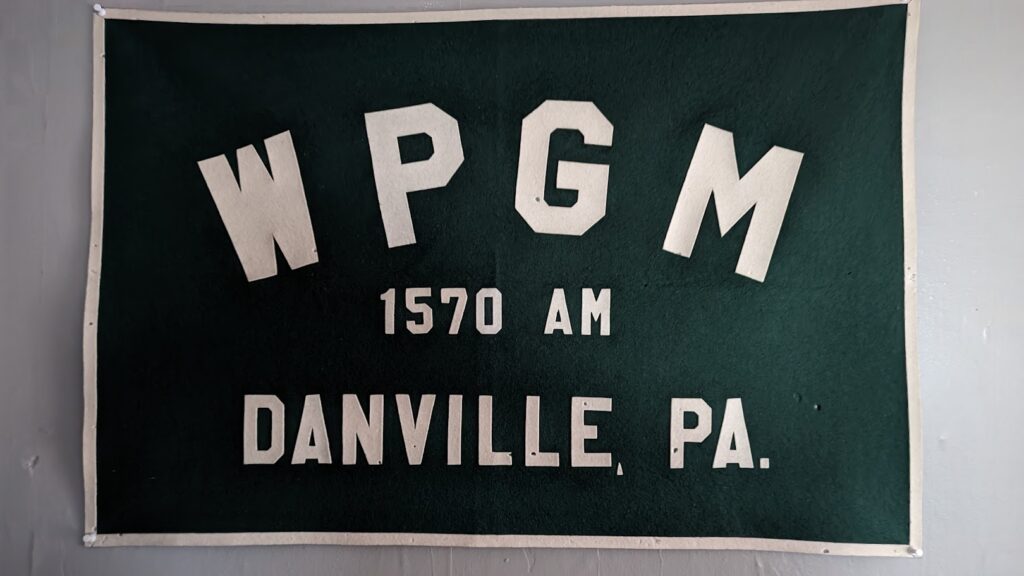 WPGM
1570 AM
DANVILLE, PA.